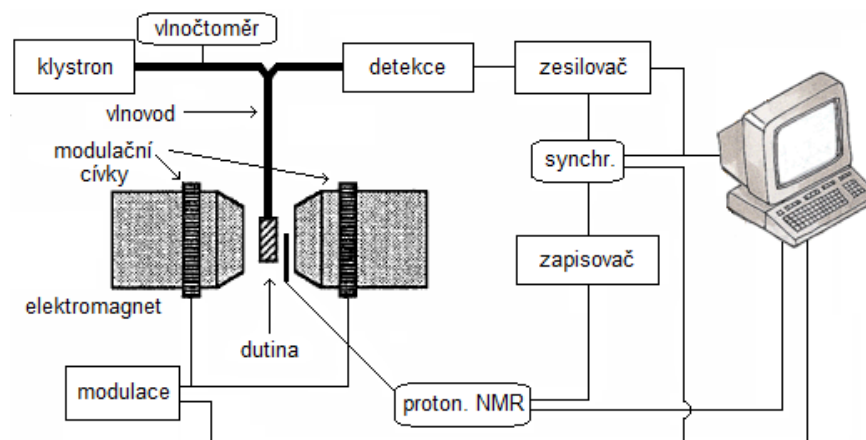 vlnočtoměr
klystron
detekce
zesilovač
vlnovod
modulační
cívky
synchr.
zapisovač
elektromagnet
dutina
modulace
proton. NMR